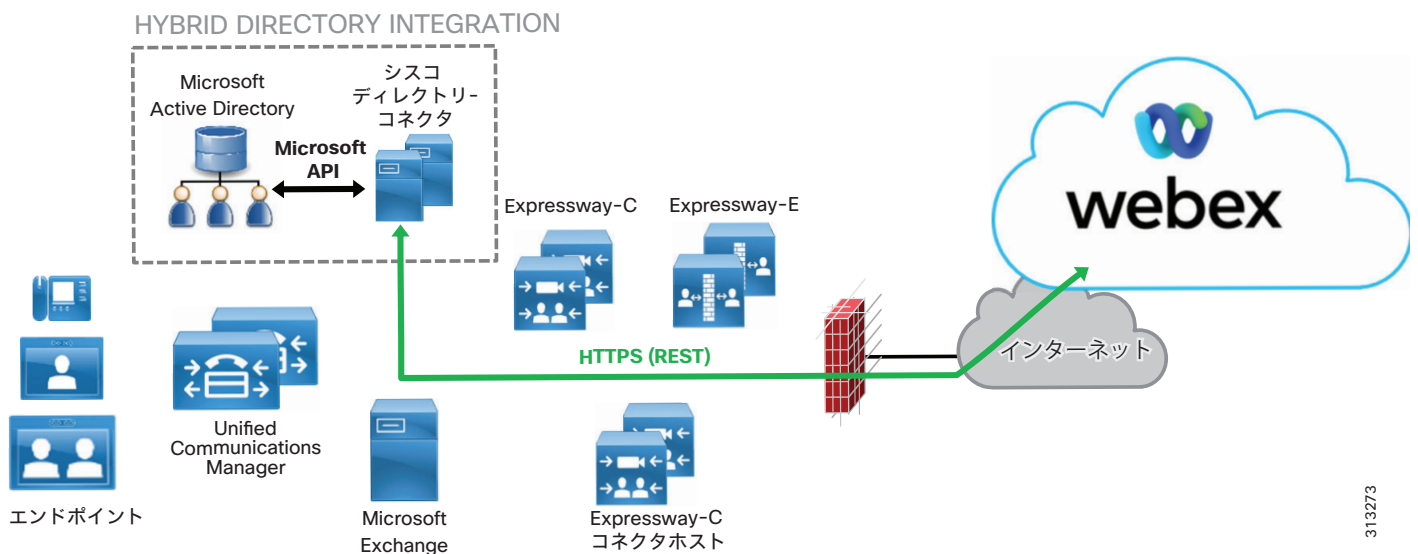 HYBRID DIRECTORY INTEGRATION
Microsoft
Active Directory
シスコ
ディレクトリ-
コネクタ
Microsoft
API
Expressway-C
Expressway-E
webex
HTTPS (REST)
インターネット
Unified
Communications
Manager
エンドポイント
Microsoft
Exchange
Expressway-C
コネクタホスト
313273